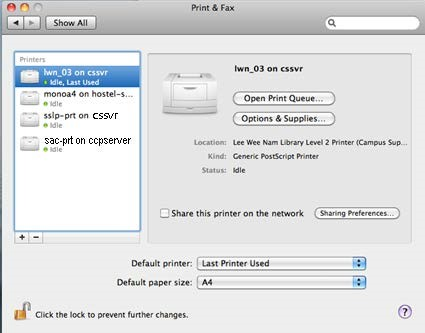 Print & Fax
Show All
Printers
lwn_03 on cssvr
Idle, Last Used
monoa4 on hostel-s...
Idle
sslp-prt on cssvr
Idle
sac-prt on ccpserver
Idle
lwn_03 on cssvr
Open Print Queue...
Options & Supplies...
Location: Lee Wee Nam Library Level 2 Printer (Campus Sup...
Kind: Generic PostScript Printer
Status: Idle
Share this printer on the network
Sharing Preferences...
+ −
Default printer: Last Printer Used
Default paper size: A4
Click the lock to prevent further changes.
?